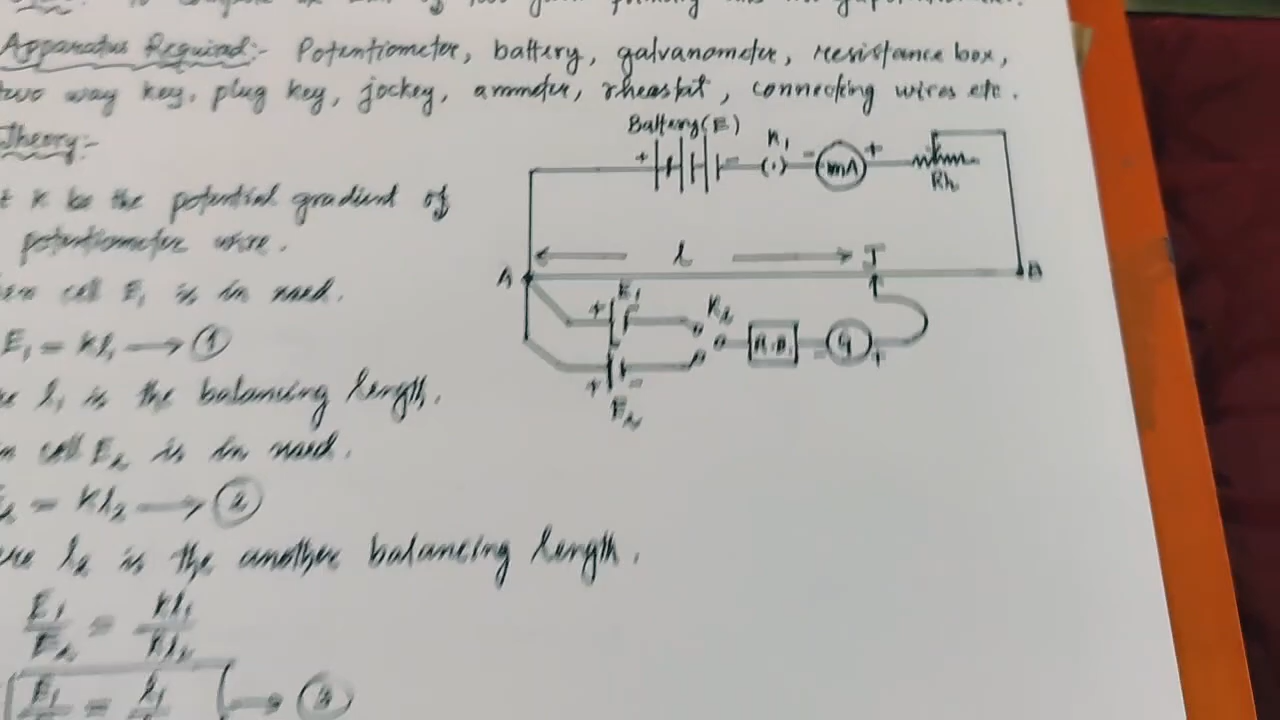 Apparatus Required:- Potentiometer, battery, galvanometer, resistance box,
two way key, plug key, jockey, ammeter, rheostat, connecting wires etc.
Theory:-
Battery(E)
+ - K1 - mA +
Rh
K be the potential gradient of
potentiometer wire.
l J
A B
cell E1 is in used.
+ E1 K2
E1 = Kl1 → ①
R.B. - G +
l1 is the balancing length.
+ - E2
cell E2 is in used.
= Kl2 → ②
l2 is the another balancing length.
E1/E2 = Kl1/Kl2
E1 = l1 → ③